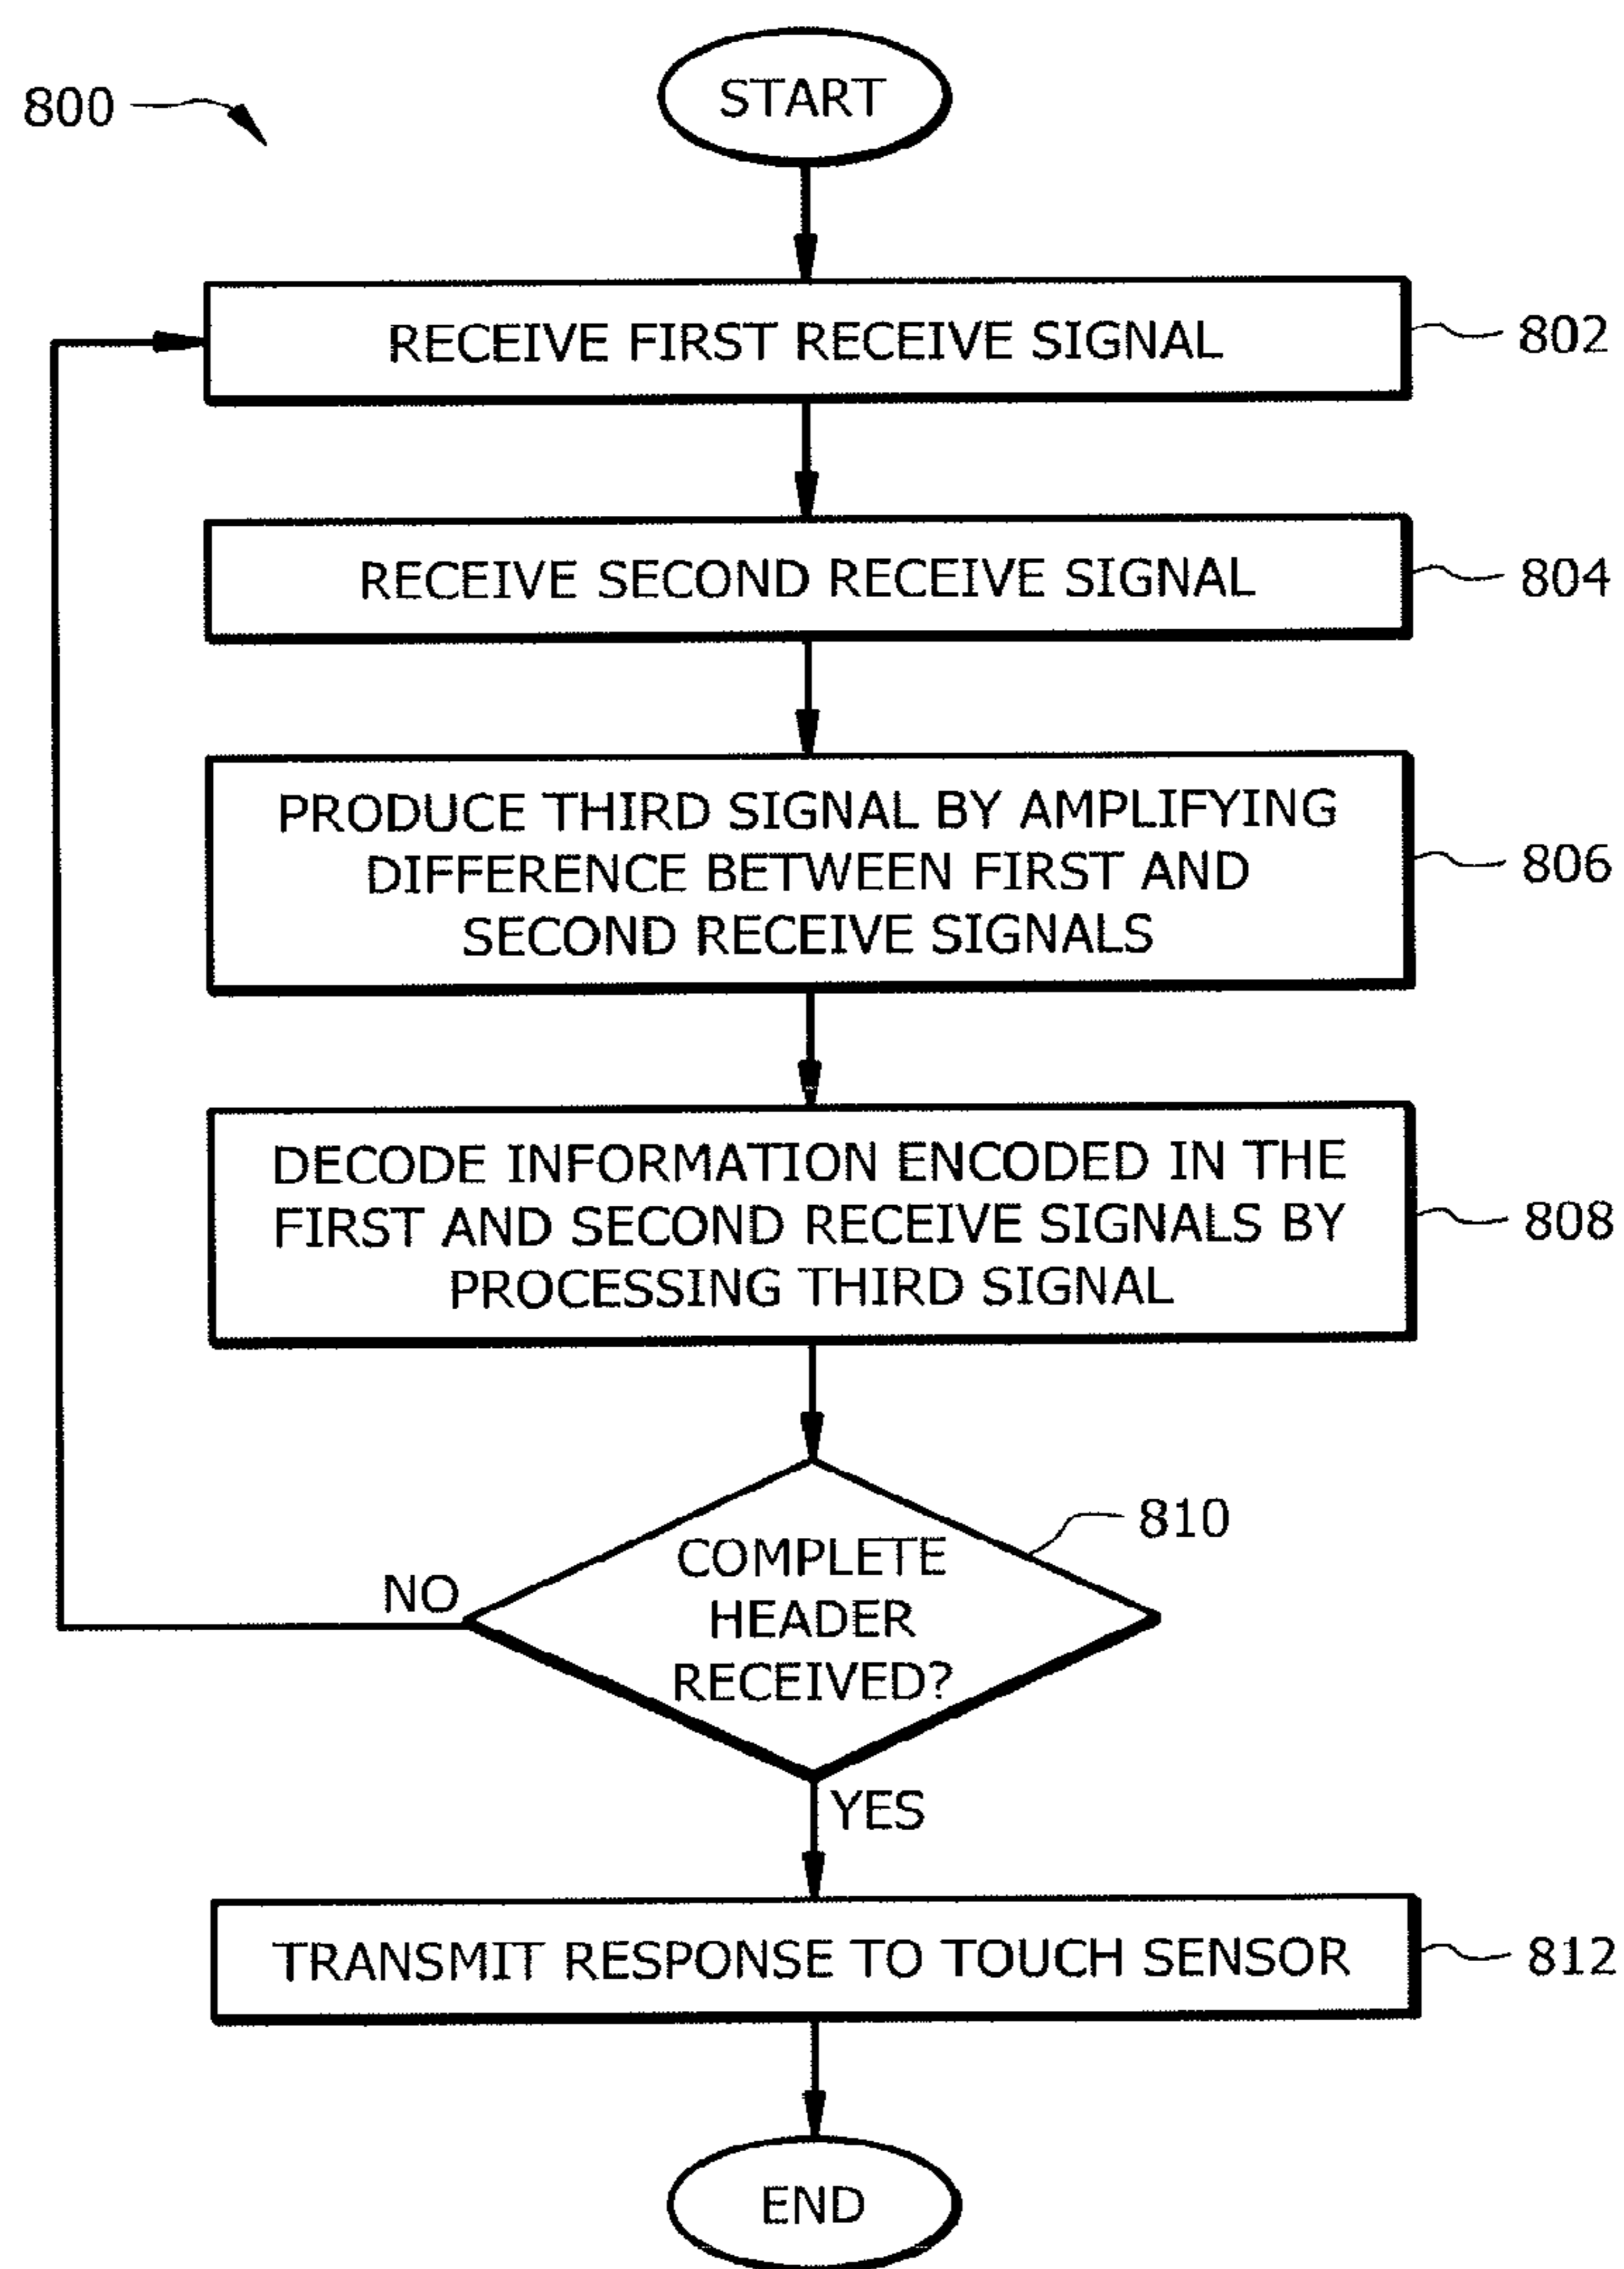 800
START
RECEIVE FIRST RECEIVE SIGNAL
802
RECEIVE SECOND RECEIVE SIGNAL
804
PRODUCE THIRD SIGNAL BY AMPLIFYING
DIFFERENCE BETWEEN FIRST AND
SECOND RECEIVE SIGNALS
806
DECODE INFORMATION ENCODED IN THE
FIRST AND SECOND RECEIVE SIGNALS BY
PROCESSING THIRD SIGNAL
808
COMPLETE
HEADER
RECEIVED?
810
NO
YES
TRANSMIT RESPONSE TO TOUCH SENSOR
812
END